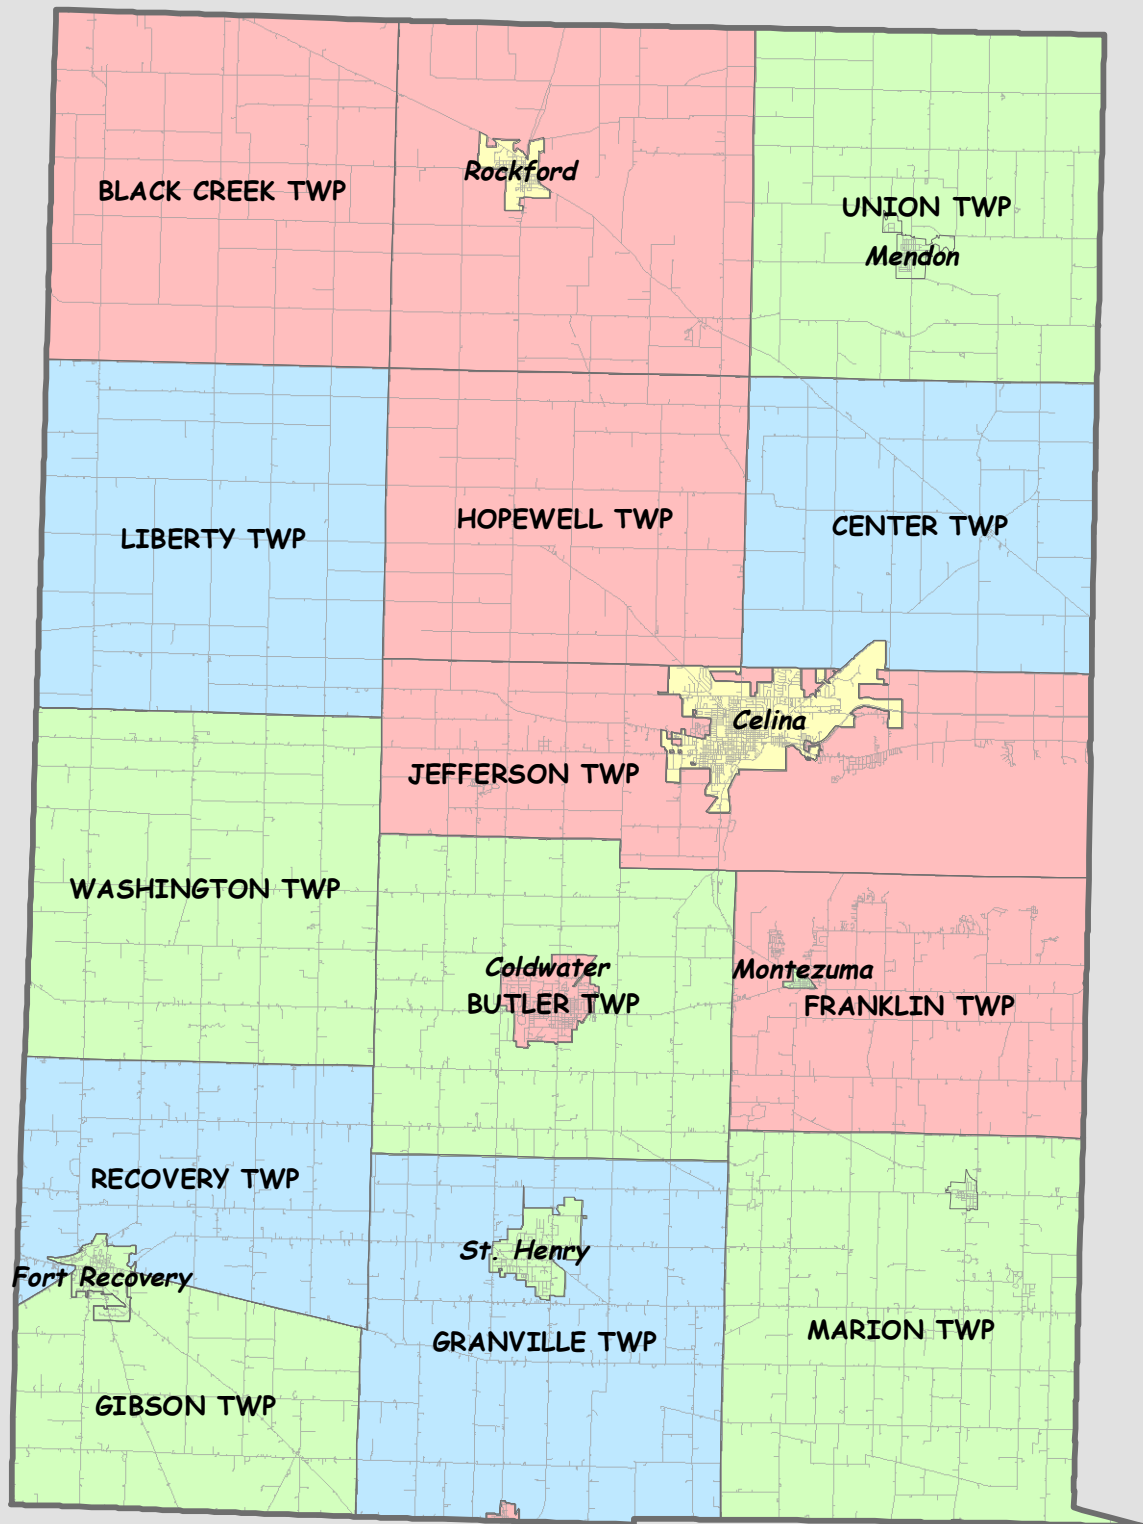 Rockford
BLACK CREEK TWP
UNION TWP
Mendon
HOPEWELL TWP
CENTER TWP
LIBERTY TWP
Celina
JEFFERSON TWP
WASHINGTON TWP
Coldwater
Montezuma
BUTLER TWP
FRANKLIN TWP
RECOVERY TWP
St. Henry
Fort Recovery
MARION TWP
GRANVILLE TWP
GIBSON TWP